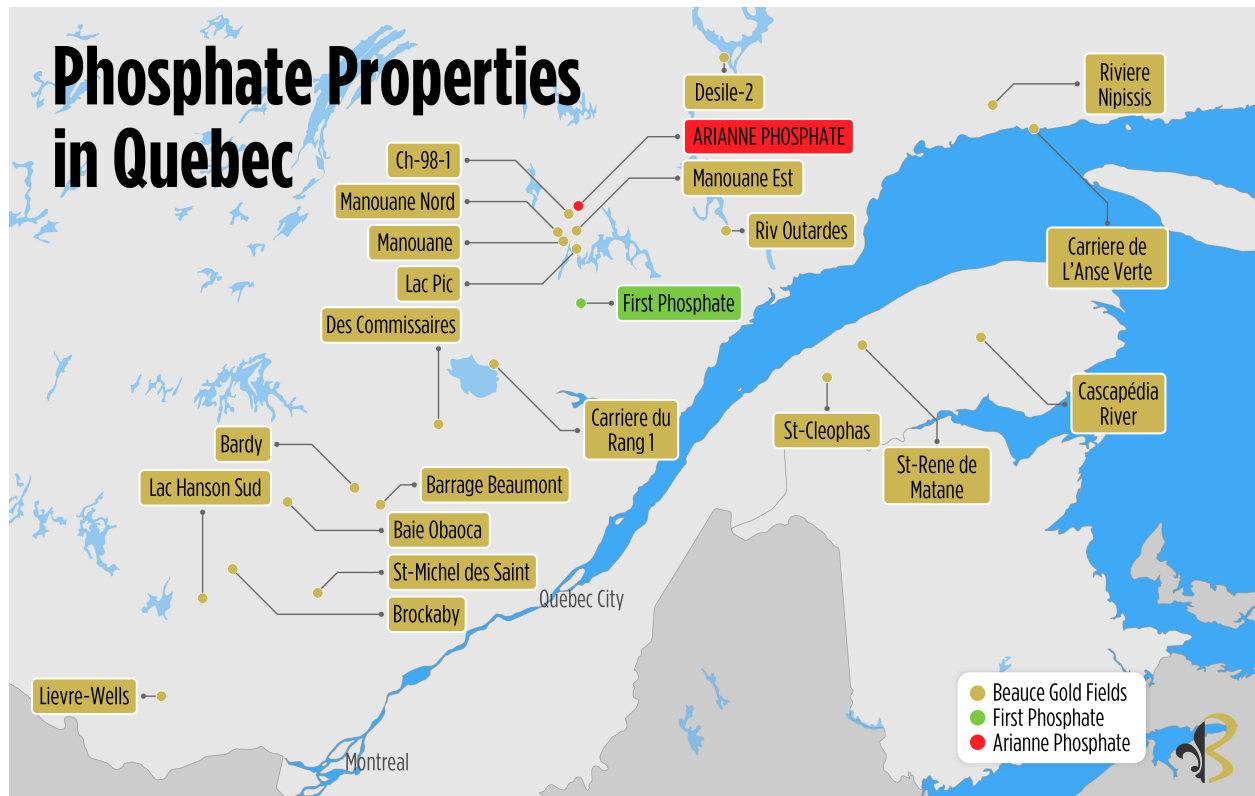 Phosphate Properties
in Quebec
Desile-2
Riviere
Nipissis
ARIANNE PHOSPHATE
Ch-98-1
Manouane Est
Manouane Nord
Riv Outardes
Manouane
Carriere de
L'Anse Verte
Lac Pic
First Phosphate
Des Commissaires
Cascapédia
River
Carriere du
Rang 1
St-Cleophas
Bardy
St-Rene de
Matane
Lac Hanson Sud
Barrage Beaumont
Baie Obaoca
St-Michel des Saint
Quebec City
Brockaby
Lievre-Wells
Montreal
Beauce Gold Fields
First Phosphate
Arianne Phosphate